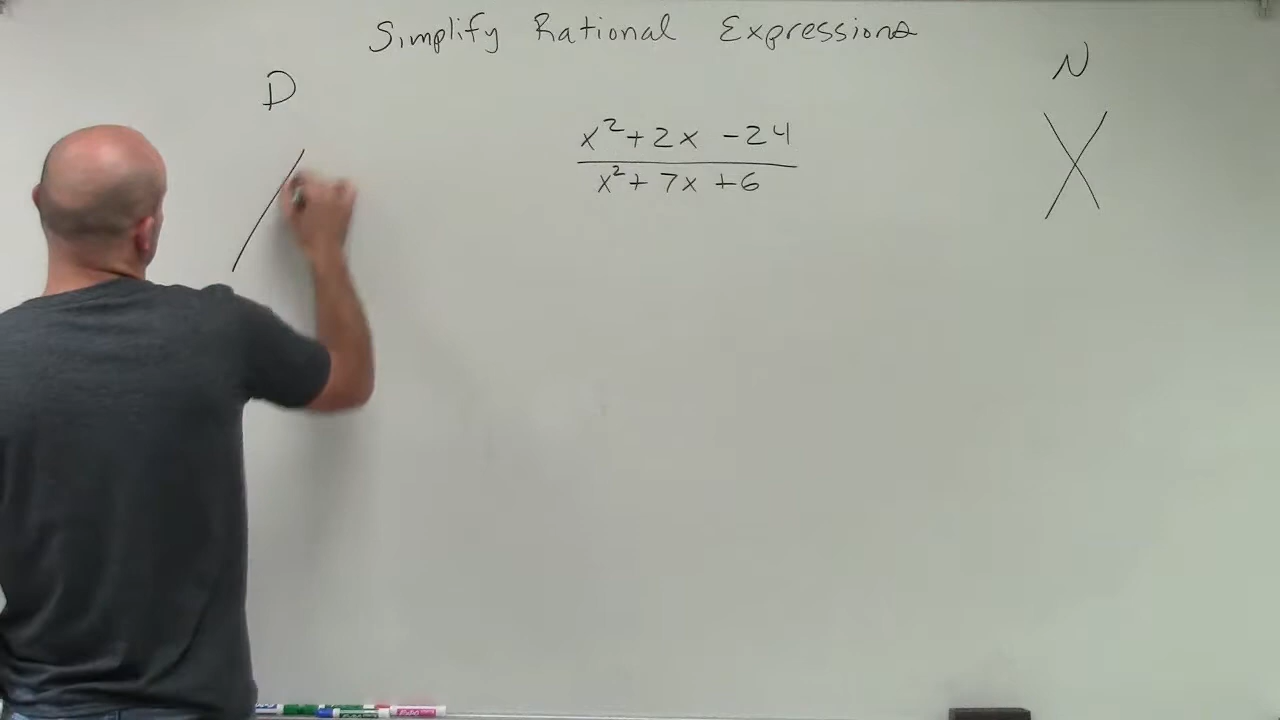 Simplify Rational Expressions
D
N
x²+2x -24
x²+ 7x +6